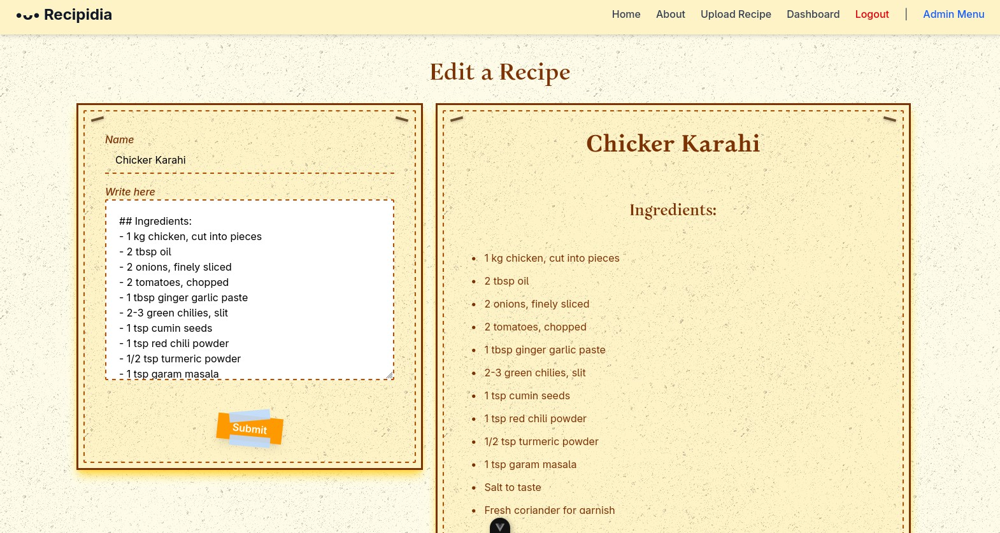 Recipidia
Home About Upload Recipe Dashboard Logout | Admin Menu
Edit a Recipe
Name
Chicker Karahi
Write here
## Ingredients:
- 1 kg chicken, cut into pieces
- 2 tbsp oil
- 2 onions, finely sliced
- 2 tomatoes, chopped
- 1 tbsp ginger garlic paste
- 2-3 green chilies, slit
- 1 tsp cumin seeds
- 1 tsp red chili powder
- 1/2 tsp turmeric powder
- 1 tsp garam masala
Submit
Chicker Karahi
Ingredients:
• 1 kg chicken, cut into pieces
• 2 tbsp oil
• 2 onions, finely sliced
• 2 tomatoes, chopped
• 1 tbsp ginger garlic paste
• 2-3 green chilies, slit
• 1 tsp cumin seeds
• 1 tsp red chili powder
• 1/2 tsp turmeric powder
• 1 tsp garam masala
• Salt to taste
• Fresh coriander for garnish